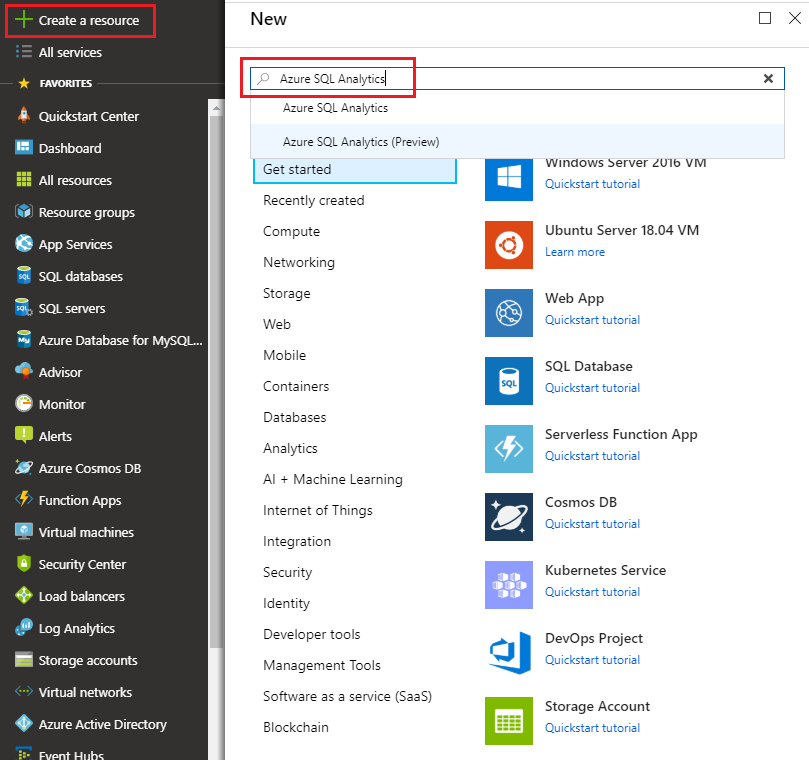 Create a resource
All services
FAVORITES
Quickstart Center
Dashboard
All resources
Resource groups
App Services
SQL databases
SQL servers
Azure Database for MySQL...
Advisor
Monitor
Alerts
Azure Cosmos DB
Function Apps
Virtual machines
Security Center
Load balancers
Log Analytics
Storage accounts
Virtual networks
Azure Active Directory
Event Hubs
New
Azure SQL Analytics
Azure SQL Analytics
Azure SQL Analytics (Preview)
Get started
Recently created
Compute
Networking
Storage
Web
Mobile
Containers
Databases
Analytics
AI + Machine Learning
Internet of Things
Integration
Security
Identity
Developer tools
Management Tools
Software as a service (SaaS)
Blockchain
Windows Server 2016 VM
Quickstart tutorial
Ubuntu Server 18.04 VM
Learn more
Web App
Quickstart tutorial
SQL
SQL Database
Quickstart tutorial
Serverless Function App
Quickstart tutorial
Cosmos DB
Quickstart tutorial
Kubernetes Service
Quickstart tutorial
DevOps Project
Quickstart tutorial
Storage Account
Quickstart tutorial